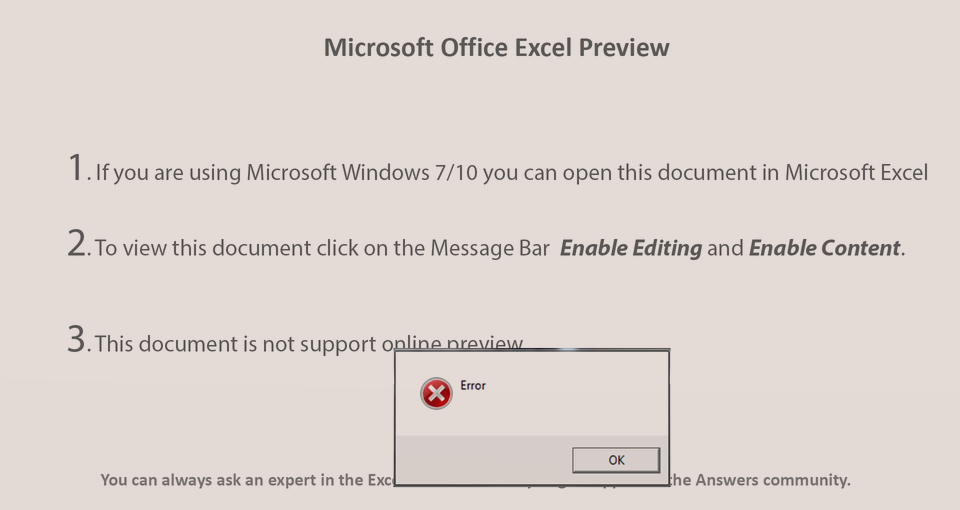 Microsoft Office Excel Preview
1. If you are using Microsoft Windows 7/10 you can open this document in Microsoft Excel
2. To view this document click on the Message Bar Enable Editing and Enable Content.
3. This document is not support online preview
Error
OK
You can always ask an expert in the the Answers community.